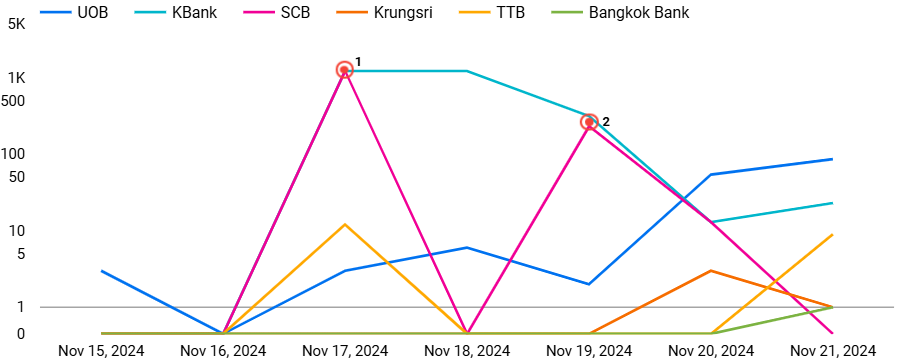 UOB KBank SCB Krungsri TTB Bangkok Bank
5K
1K
500
100
50
10
5
1
0
1
2
Nov 15, 2024 Nov 16, 2024 Nov 17, 2024 Nov 18, 2024 Nov 19, 2024 Nov 20, 2024 Nov 21, 2024